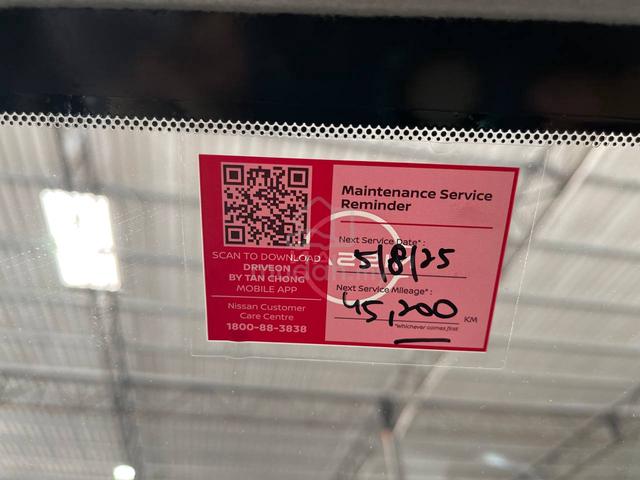 Maintenance Service
Reminder
Next Service Date*:
5/8/25
Next Service Mileage*:
45,200 KM
*whichever comes first
SCAN TO DOWNLOAD
DRIVEON
BY TAN CHONG
MOBILE APP
Nissan Customer
Care Centre
1800-88-3838